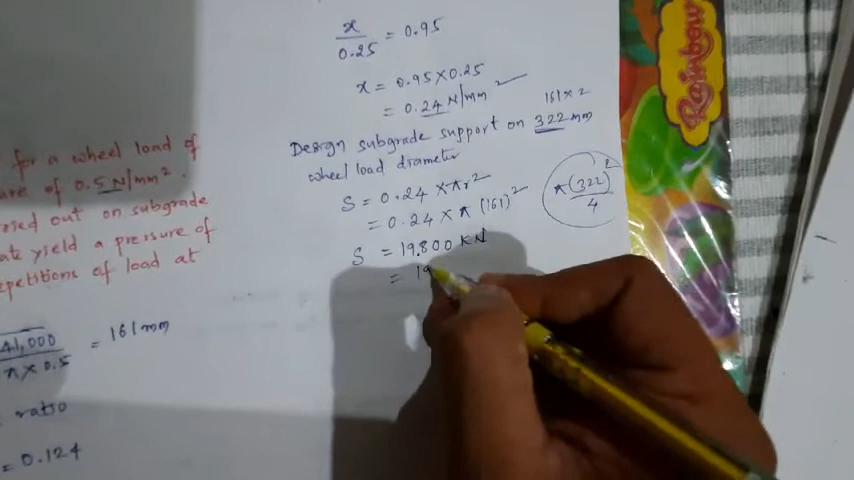 x/0.25 = 0.95
x = 0.95×0.25
= 0.24 N/mm²
Design subgrade support on 322 mm
161×2
wheel load diameter
S = 0.24 × πr²
= 0.24 × π (161)²
π(322)²/4
S = 19.800 KN
= 19
for a wheel load of
of 0.5 N/mm².
out on subgrade
yield a pressure of
of load at
41,000/π×0.5 = 161mm
ratio
= 0.124
Rainbow